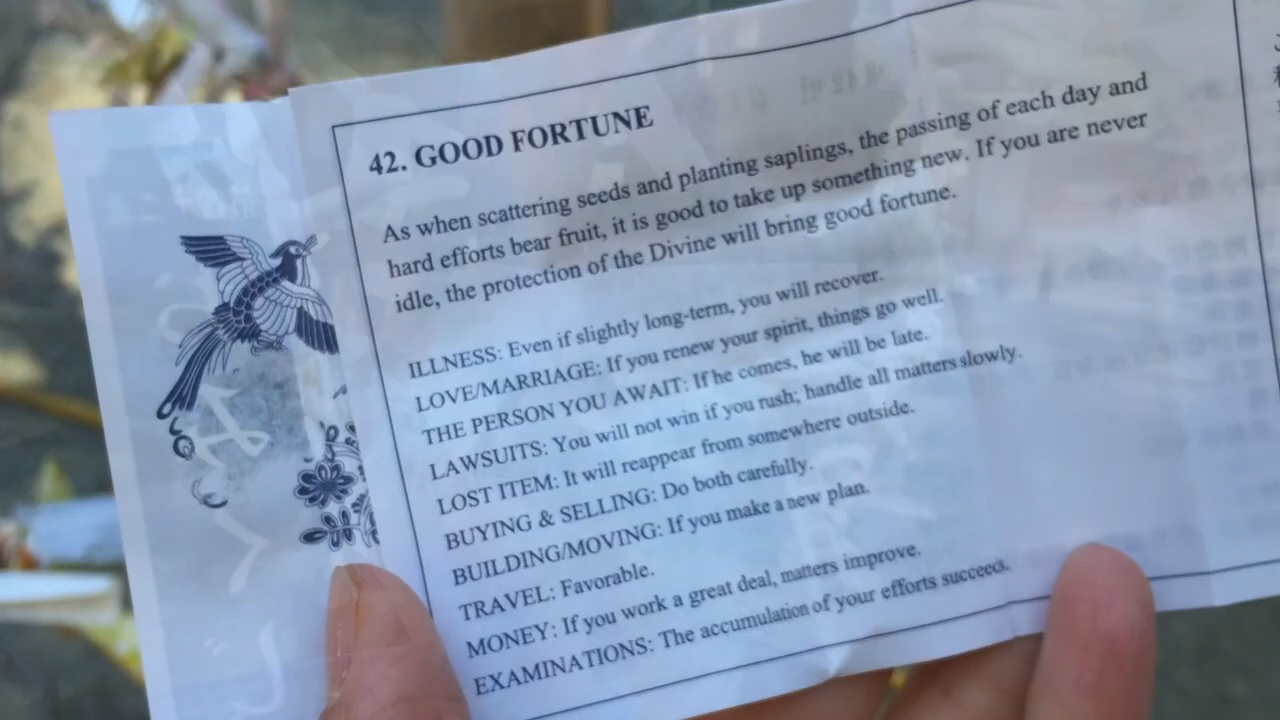 42. GOOD FORTUNE
As when scattering seeds and planting saplings, the passing of each day and
hard efforts bear fruit, it is good to take up something new. If you are never
idle, the protection of the Divine will bring good fortune.
ILLNESS: Even if slightly long-term, you will recover.
LOVE/MARRIAGE: If you renew your spirit, things go well.
THE PERSON YOU AWAIT: If he comes, he will be late.
LAWSUITS: You will not win if you rush; handle all matters slowly.
LOST ITEM: It will reappear from somewhere outside.
BUYING & SELLING: Do both carefully.
BUILDING/MOVING: If you make a new plan.
TRAVEL: Favorable.
MONEY: If you work a great deal, matters improve.
EXAMINATIONS: The accumulation of your efforts succeeds.